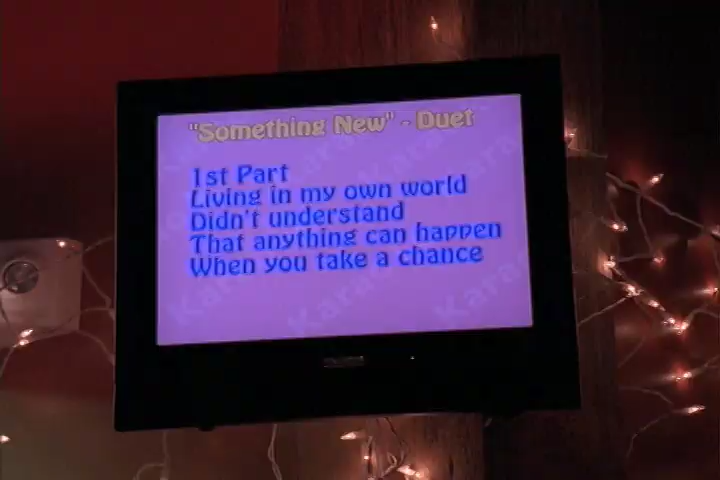 "Something New" - Duet
1st Part
Living in my own world
Didn't understand
That anything can happen
When you take a chance